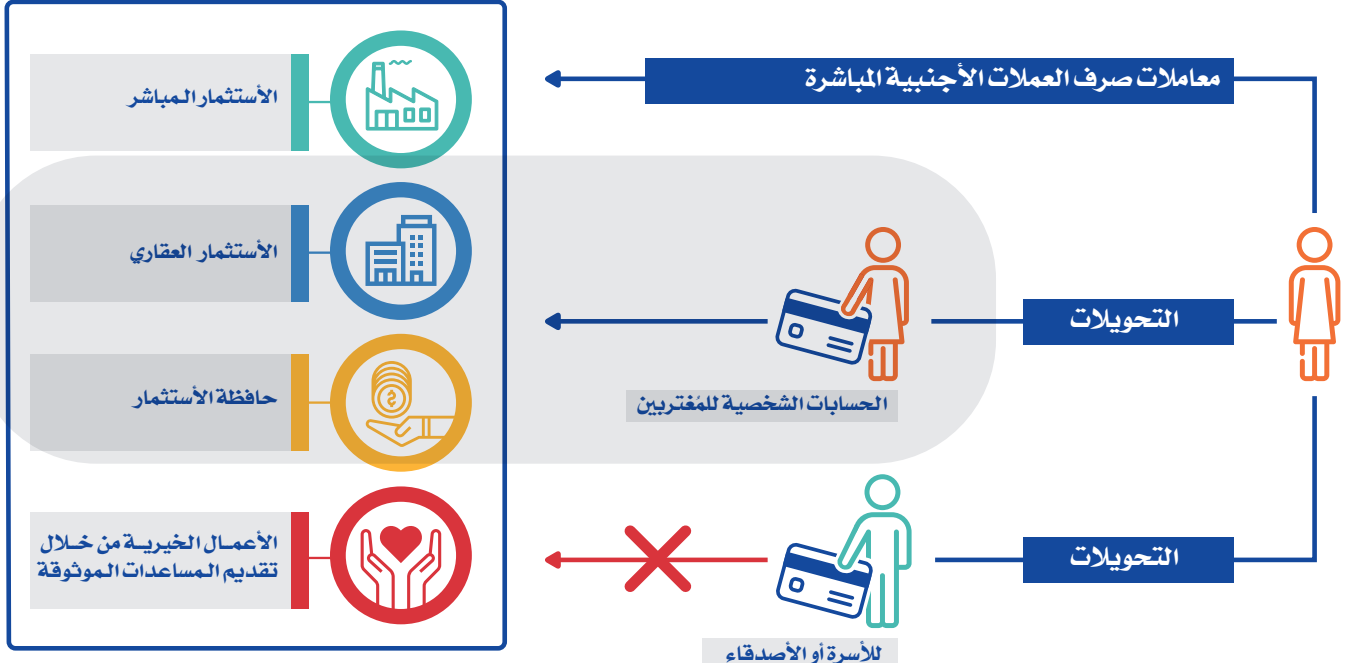 معاملات صرف العملات الأجنبية المباشرة
الأستثمار المباشر
الأستثمار العقاري
التحويلات
الحسابات الشخصية للمُغتربين
حافظة الأستثمار
التحويلات
الأعمال الخيرية من خلال
تقديم المساعدات الموثوقة
للأسرة أو الأصدقاء